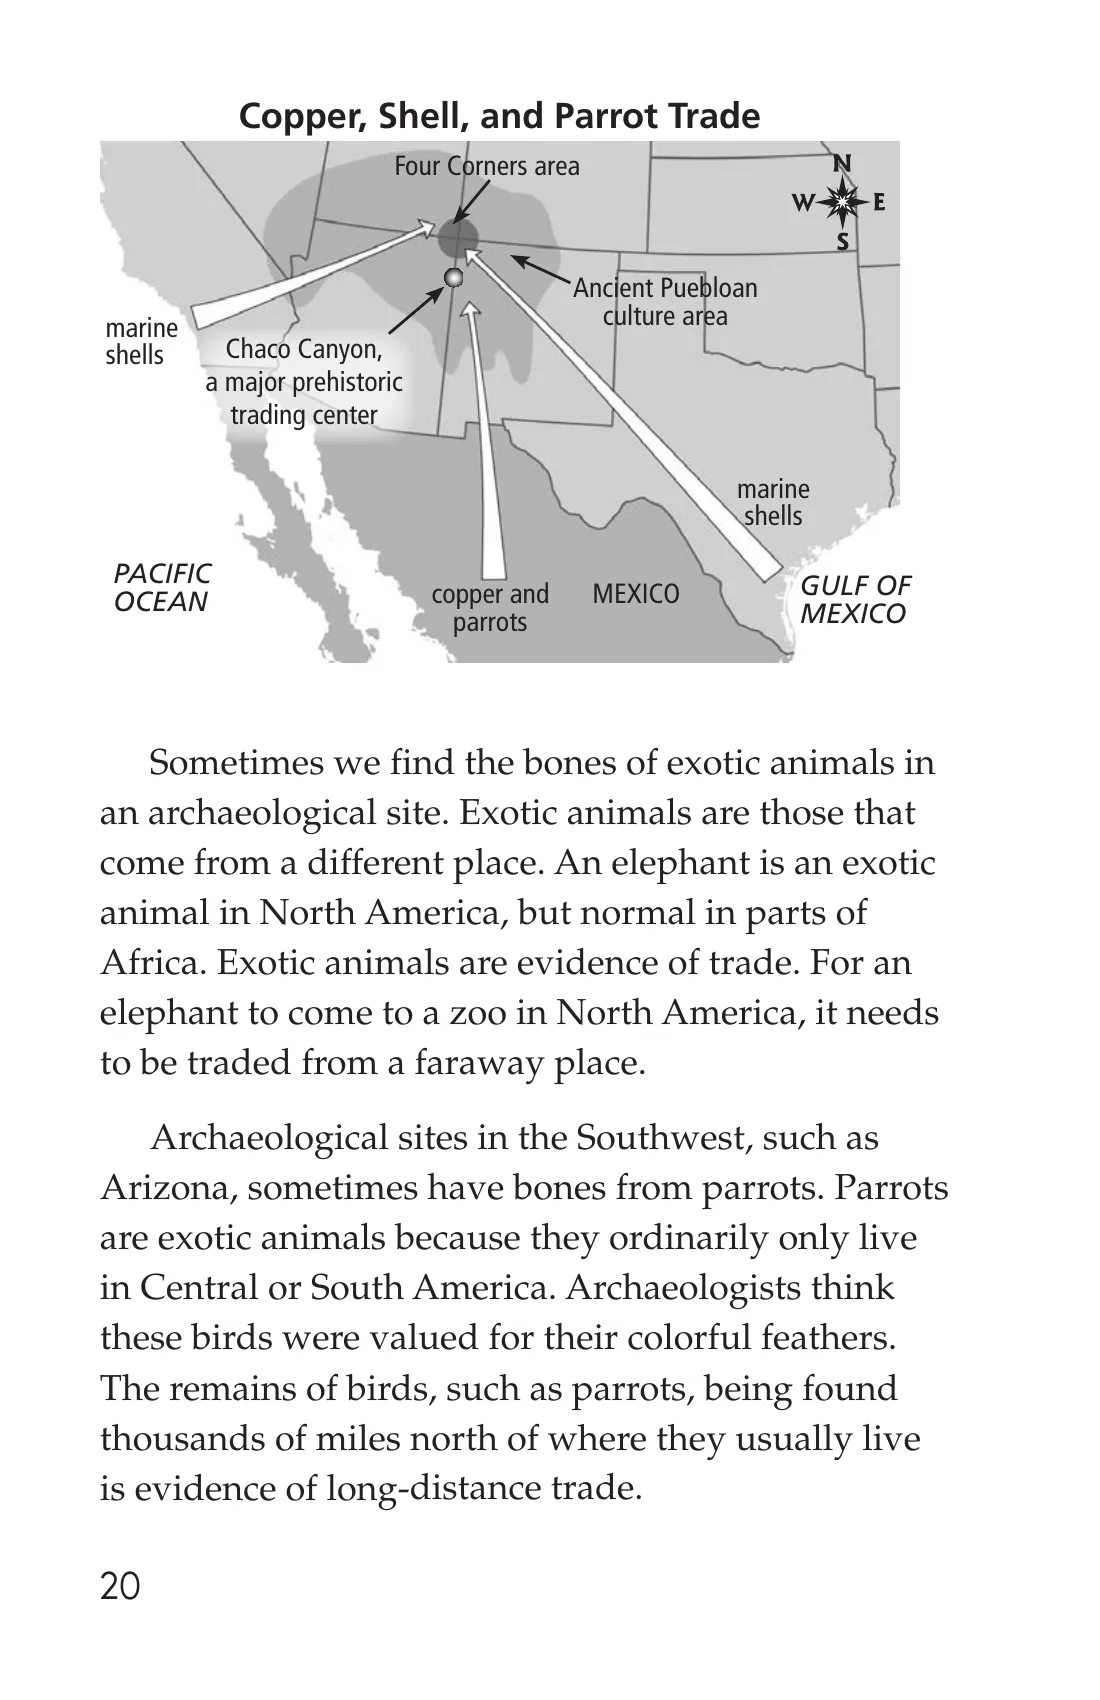 Copper, Shell, and Parrot Trade
Four Corners area
N
W E
S
Ancient Puebloan
culture area
marine
shells
Chaco Canyon,
a major prehistoric
trading center
marine
shells
PACIFIC
OCEAN
copper and
parrots
MEXICO
GULF OF
MEXICO
Sometimes we find the bones of exotic animals in
an archaeological site. Exotic animals are those that
come from a different place. An elephant is an exotic
animal in North America, but normal in parts of
Africa. Exotic animals are evidence of trade. For an
elephant to come to a zoo in North America, it needs
to be traded from a faraway place.
Archaeological sites in the Southwest, such as
Arizona, sometimes have bones from parrots. Parrots
are exotic animals because they ordinarily only live
in Central or South America. Archaeologists think
these birds were valued for their colorful feathers.
The remains of birds, such as parrots, being found
thousands of miles north of where they usually live
is evidence of long-distance trade.
20